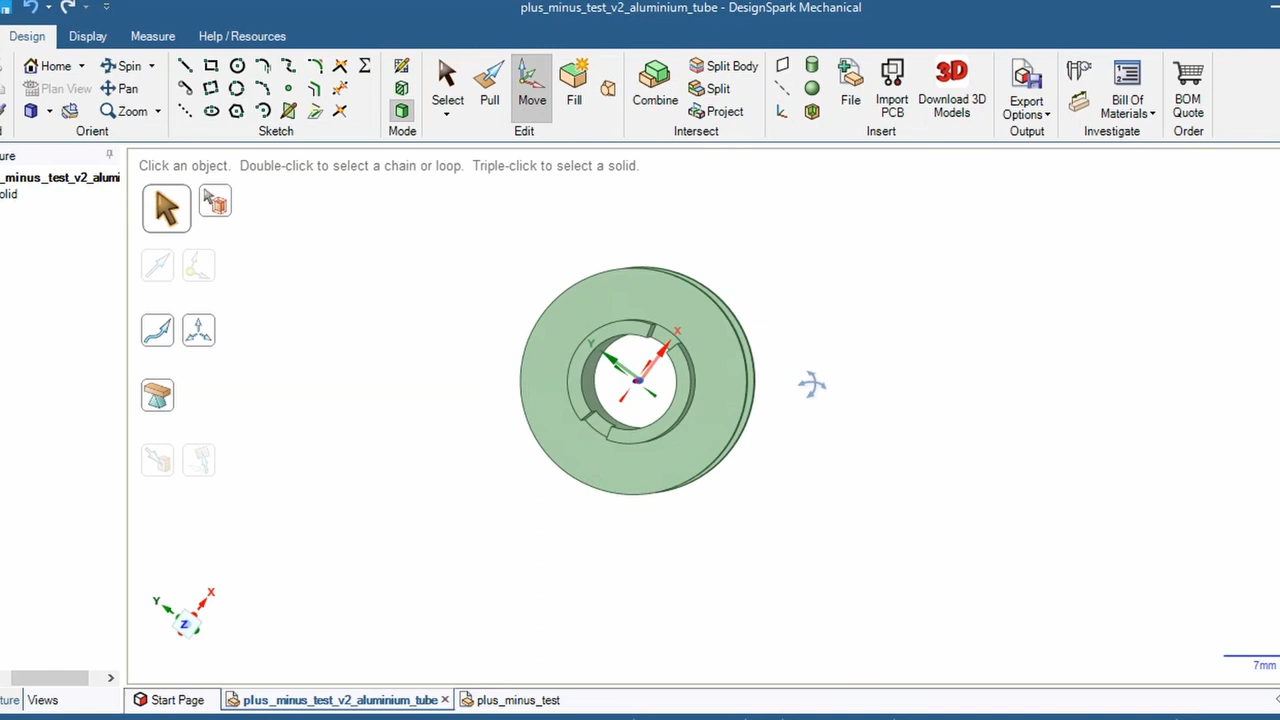 plus_minus_test_v2_aluminium_tube - DesignSpark Mechanical
Design Display Measure Help / Resources
Home Spin
Plan View Pan
Zoom
Orient
Sketch
Mode
Select Pull Move Fill
Edit
Combine Split Body
Split
Project
Intersect
File Import PCB Download 3D Models
Insert
Export Options
Output
Bill Of Materials
Investigate
BOM Quote
Order
3D
ure
_minus_test_v2_alumi
olid
Click an object. Double-click to select a chain or loop. Triple-click to select a solid.
X
Y
X
Y
Z
7mm
ture Views
Start Page plus_minus_test_v2_aluminium_tube plus_minus_test